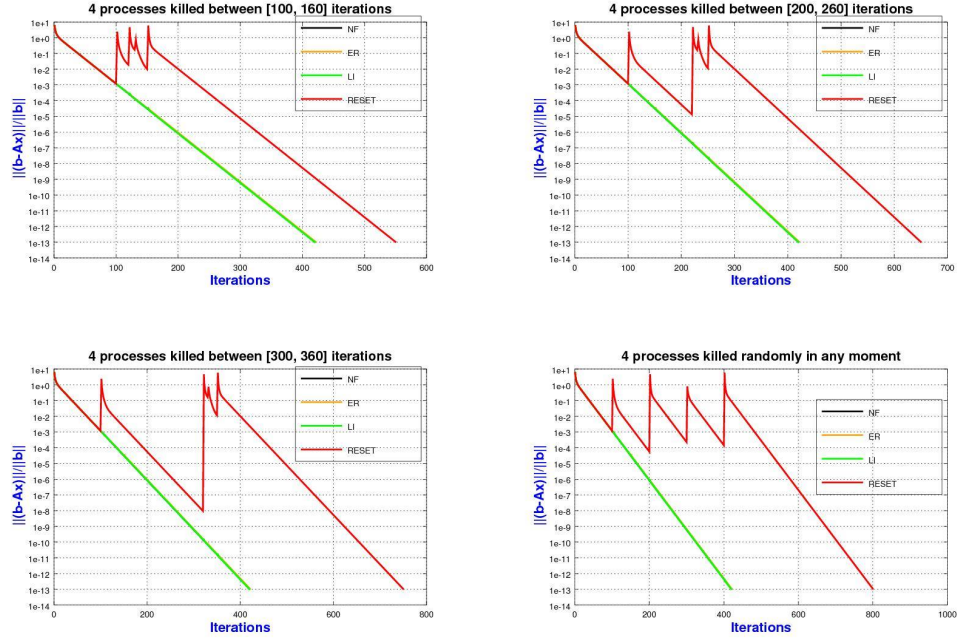 4 processes killed between [100, 160] iterations
||(b-Ax)||/||b||
1e+1
1e+0
1e-1
1e-2
1e-3
1e-4
1e-5
1e-6
1e-7
1e-8
1e-9
1e-10
1e-11
1e-12
1e-13
1e-14
NF
ER
LI
RESET
0 100 200 300 400 500 600
Iterations
4 processes killed between [200, 260] iterations
||(b-Ax)||/||b||
1e+1
1e+0
1e-1
1e-2
1e-3
1e-4
1e-5
1e-6
1e-7
1e-8
1e-9
1e-10
1e-11
1e-12
1e-13
1e-14
NF
ER
LI
RESET
0 100 200 300 400 500 600 700
Iterations
4 processes killed between [300, 360] iterations
||(b-Ax)||/||b||
1e+1
1e+0
1e-1
1e-2
1e-3
1e-4
1e-5
1e-6
1e-7
1e-8
1e-9
1e-10
1e-11
1e-12
1e-13
1e-14
NF
ER
LI
RESET
0 200 400 600 800
Iterations
4 processes killed randomly in any moment
||(b-Ax)||/||b||
1e+1
1e+0
1e-1
1e-2
1e-3
1e-4
1e-5
1e-6
1e-7
1e-8
1e-9
1e-10
1e-11
1e-12
1e-13
1e-14
NF
ER
LI
RESET
0 200 400 600 800 1000
Iterations